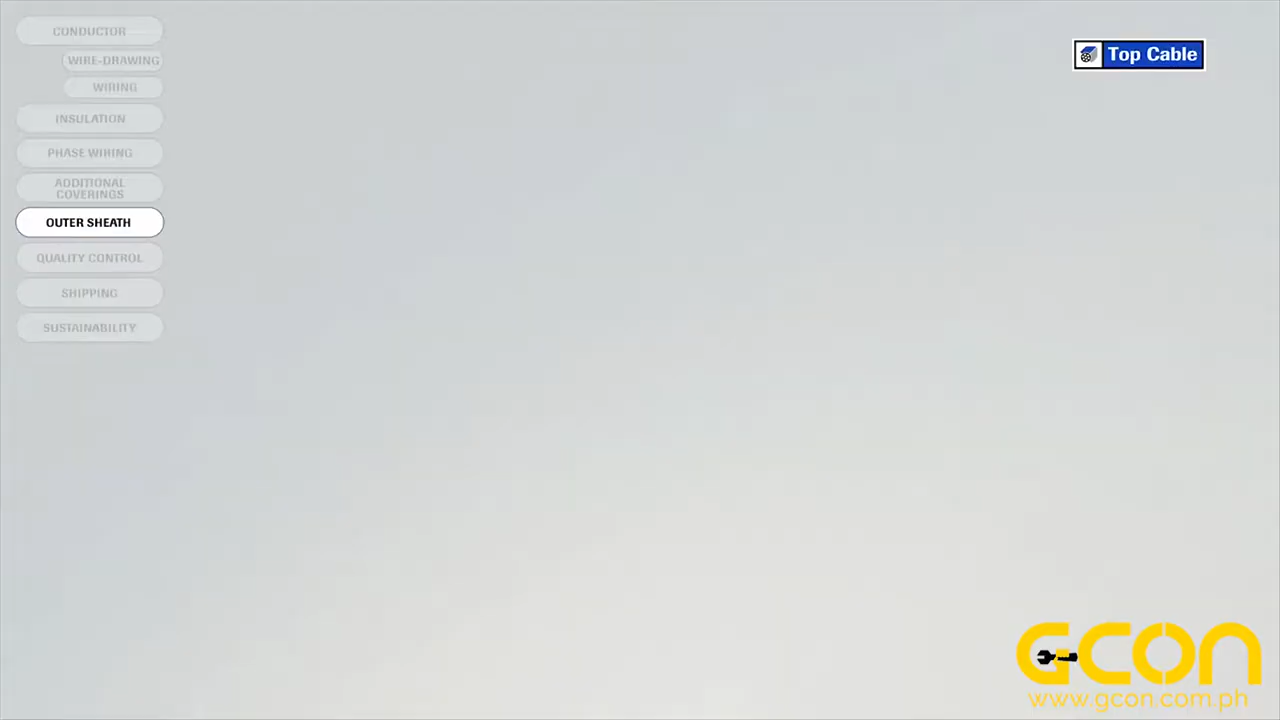 CONDUCTOR
WIRE-DRAWING
WIRING
INSULATION
PHASE WIRING
ADDITIONAL
COVERINGS
OUTER SHEATH
QUALITY CONTROL
SHIPPING
SUSTAINABILITY
Top Cable
GCON
www.gcon.com.ph